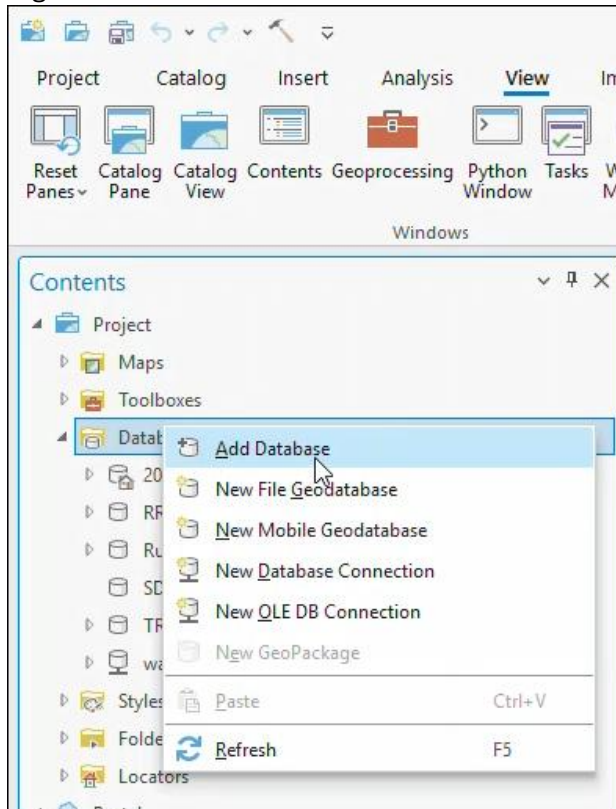 Project Catalog Insert Analysis View
Reset Panes Catalog Pane Catalog View Contents Geoprocessing Python Window Tasks
Windows
Contents
Project
Maps
Toolboxes
Add Database
New File Geodatabase
New Mobile Geodatabase
New Database Connection
New OLE DB Connection
New GeoPackage
Styles
Paste Ctrl+V
Refresh F5
Locators